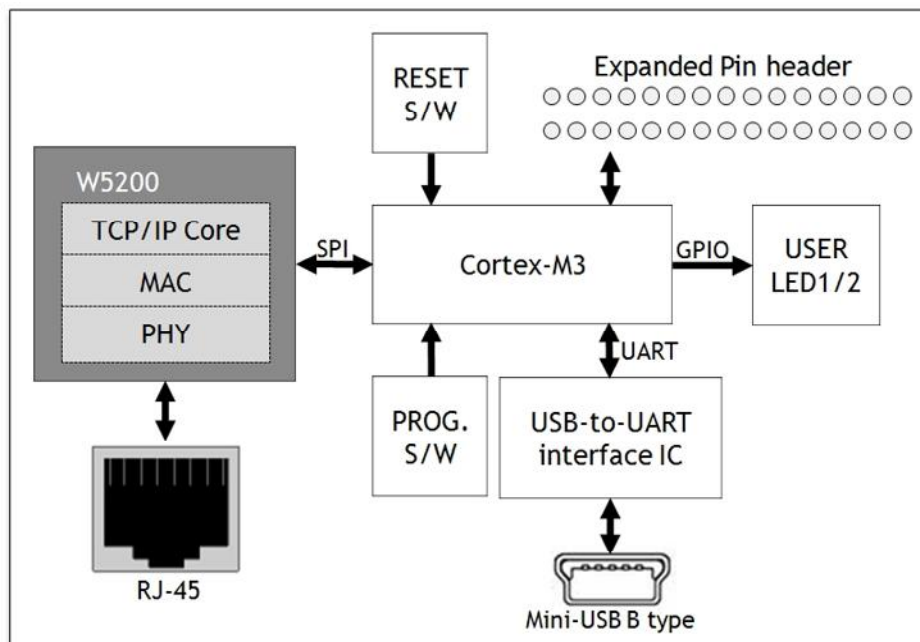 RESET
S/W
Expanded Pin header
W5200
TCP/IP Core
MAC
PHY
SPI
Cortex-M3
GPIO
USER
LED1/2
UART
PROG.
S/W
USB-to-UART
interface IC
RJ-45
Mini-USB B type